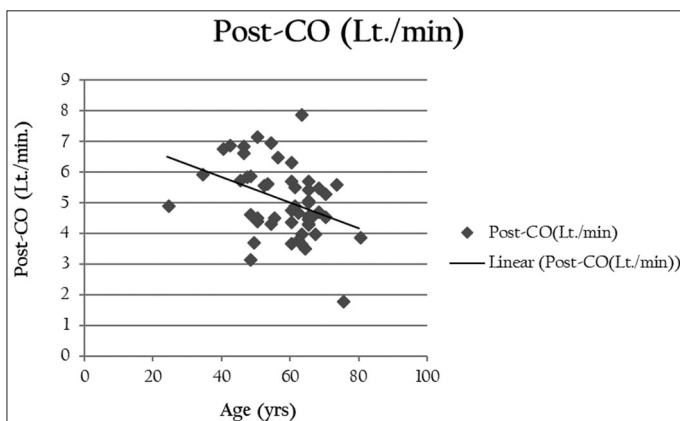 Post-CO (Lt./min)
Post-CO (Lt./min.)
9
8
7
6
5
4
3
2
1
0
0 20 40 60 80 100
Age (yrs)
Post-CO(Lt./min)
Linear (Post-CO(Lt./min))